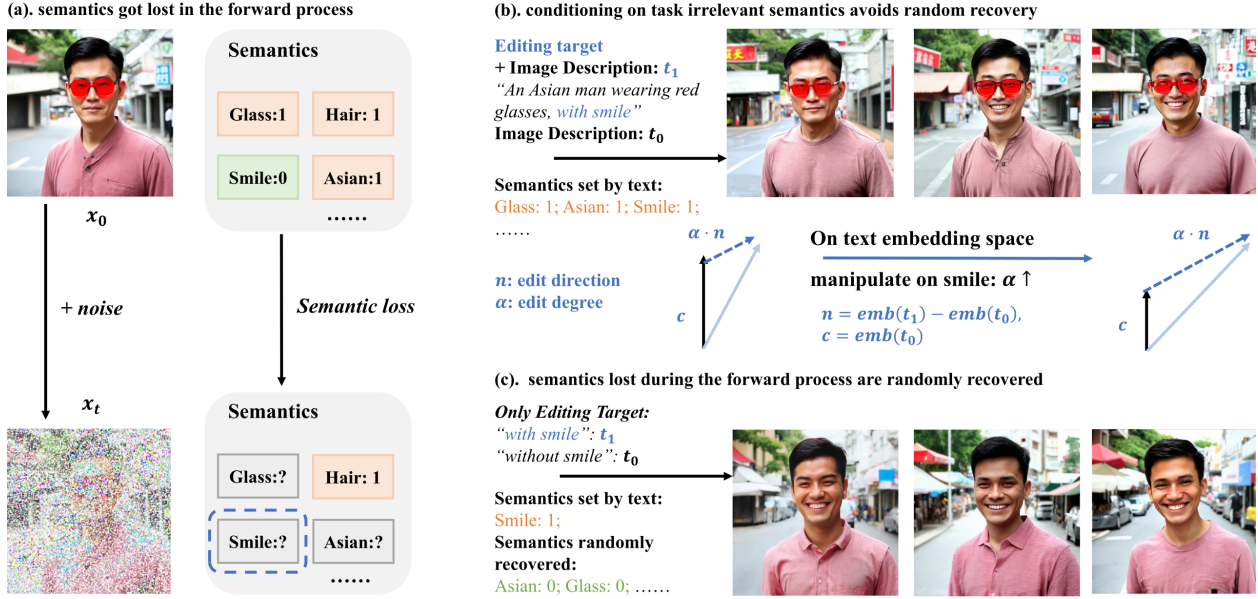 (a). semantics got lost in the forward process
Semantics
Glass:1
Hair: 1
Smile:0
Asian:1
……
x₀
+ noise
Semantic loss
x_t
Semantics
Glass:?
Hair: 1
Smile:?
Asian:?
……
(b). conditioning on task irrelevant semantics avoids random recovery
Editing target
+ Image Description: t₁
“An Asian man wearing red
glasses, with smile”
Image Description: t₀
Semantics set by text:
Glass: 1; Asian: 1; Smile: 1;
……
n: edit direction
α: edit degree
α · n
c
On text embedding space
manipulate on smile: α ↑
n = emb(t₁) − emb(t₀),
c = emb(t₀)
α · n
c
(c). semantics lost during the forward process are randomly recovered
Only Editing Target:
“with smile”: t₁
“without smile”: t₀
Semantics set by text:
Smile: 1;
Semantics randomly
recovered:
Asian: 0; Glass: 0; ……